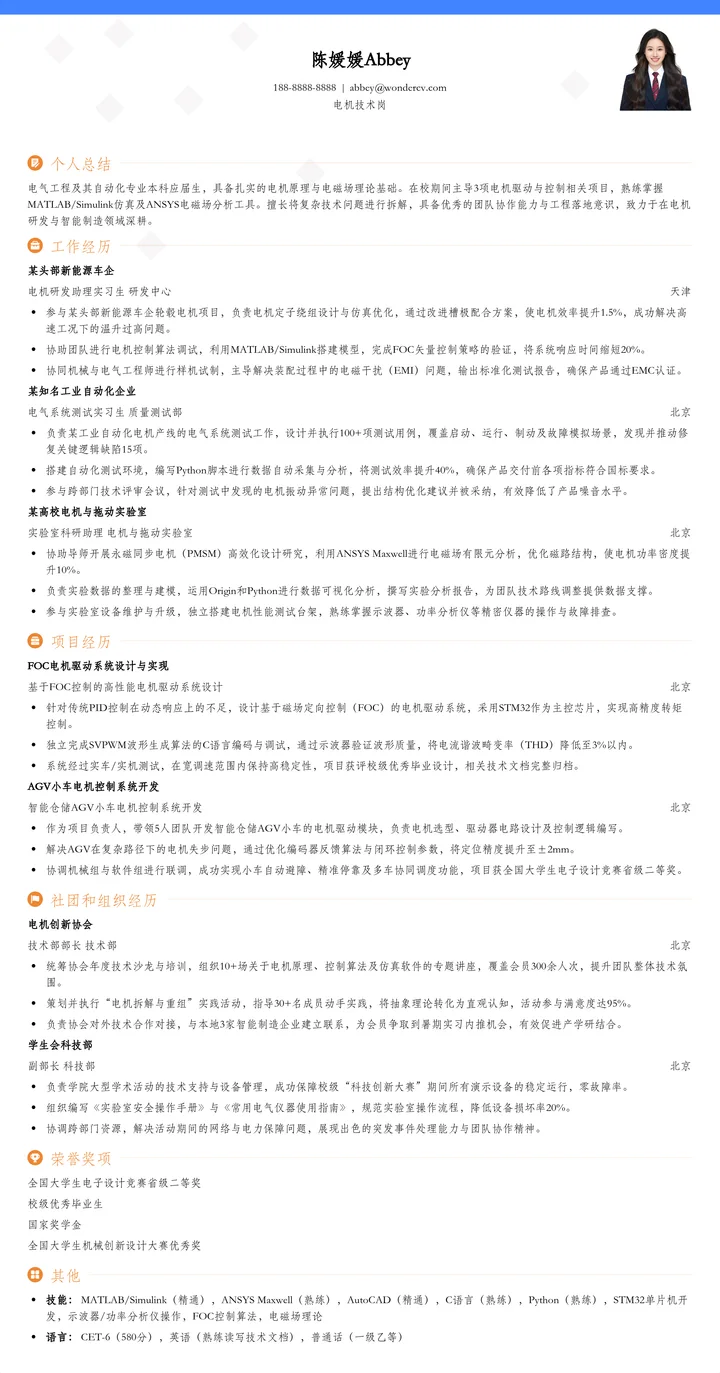 陈媛媛Abbey
188-8888-8888 | abbey@wondercv.com
电机技术岗
个人总结
电气工程及其自动化专业本科应届生，具备扎实的电机原理与电磁场理论基础。在校期间主导3项电机驱动与控制相关项目，熟练掌握
MATLAB/Simulink仿真及ANSYS电磁场分析工具。擅长将复杂技术问题进行拆解，具备优秀的团队协作能力与工程落地意识，致力于在电机
研发与智能制造领域深耕。
工作经历
某头部新能源车企
电机研发助理实习生 研发中心 天津
• 参与某头部新能源车企轮毂电机项目，负责电机定子绕组设计与仿真优化，通过改进槽极配合方案，使电机效率提升1.5%，成功解决高
速工况下的温升过高问题。
• 协助团队进行电机控制算法调试，利用MATLAB/Simulink搭建模型，完成FOC矢量控制策略的验证，将系统响应时间缩短20%。
• 协同机械与电气工程师进行样机试制，主导解决装配过程中的电磁干扰（EMI）问题，输出标准化测试报告，确保产品通过EMC认证。
某知名工业自动化企业
电气系统测试实习生 质量测试部 北京
• 负责某工业自动化电机产线的电气系统测试工作，设计并执行100+项测试用例，覆盖启动、运行、制动及故障模拟场景，发现并推动修
复关键逻辑缺陷15项。
• 搭建自动化测试环境，编写Python脚本进行数据自动采集与分析，将测试效率提升40%，确保产品交付前各项指标符合国标要求。
• 参与跨部门技术评审会议，针对测试中发现的电机振动异常问题，提出结构优化建议并被采纳，有效降低了产品噪音水平。
某高校电机与拖动实验室
实验室科研助理 电机与拖动实验室 北京
• 协助导师开展永磁同步电机（PMSM）高效化设计研究，利用ANSYS Maxwell进行电磁场有限元分析，优化磁路结构，使电机功率密度提
升10%。
• 负责实验数据的整理与建模，运用Origin和Python进行数据可视化分析，撰写实验分析报告，为团队技术路线调整提供数据支撑。
• 参与实验室设备维护与升级，独立搭建电机性能测试台架，熟练掌握示波器、功率分析仪等精密仪器的操作与故障排查。
项目经历
FOC电机驱动系统设计与实现
基于FOC控制的高性能电机驱动系统设计 北京
• 针对传统PID控制在动态响应上的不足，设计基于磁场定向控制（FOC）的电机驱动系统，采用STM32作为主控芯片，实现高精度转矩
控制。
• 独立完成SVPWM波形生成算法的C语言编码与调试，通过示波器验证波形质量，将电流谐波畸变率（THD）降低至3%以内。
• 系统经过实车/实机测试，在宽调速范围内保持高稳定性，项目获评校级优秀毕业设计，相关技术文档完整归档。
AGV小车电机控制系统开发
智能仓储AGV小车电机控制系统开发 北京
• 作为项目负责人，带领5人团队开发智能仓储AGV小车的电机驱动模块，负责电机选型、驱动器电路设计及控制逻辑编写。
• 解决AGV在复杂路径下的电机失步问题，通过优化编码器反馈算法与闭环控制参数，将定位精度提升至±2mm。
• 协调机械组与软件组进行联调，成功实现小车自动避障、精准停靠及多车协同调度功能，项目获全国大学生电子设计竞赛省级二等奖。
社团和组织经历
电机创新协会
技术部部长 技术部 北京
• 统筹协会年度技术沙龙与培训，组织10+场关于电机原理、控制算法及仿真软件的专题讲座，覆盖会员300余人次，提升团队整体技术氛
围。
• 策划并执行“电机拆解与重组”实践活动，指导30+名成员动手实践，将抽象理论转化为直观认知，活动参与满意度达95%。
• 负责协会对外技术合作对接，与本地3家智能制造企业建立联系，为会员争取到暑期实习内推机会，有效促进产学研结合。
学生会科技部
副部长 科技部 北京
• 负责学院大型学术活动的技术支持与设备管理，成功保障校级“科技创新大赛”期间所有演示设备的稳定运行，零故障率。
• 组织编写《实验室安全操作手册》与《常用电气仪器使用指南》，规范实验室操作流程，降低设备损坏率20%。
• 协调跨部门资源，解决活动期间的网络与电力保障问题，展现出色的突发事件处理能力与团队协作精神。
荣誉奖项
全国大学生电子设计竞赛省级二等奖
校级优秀毕业生
国家奖学金
全国大学生机械创新设计大赛优秀奖
其他
• 技能： MATLAB/Simulink（精通）, ANSYS Maxwell（熟练）, AutoCAD（精通）, C语言（熟练）, Python（熟练）, STM32单片机开
发, 示波器/功率分析仪操作, FOC控制算法, 电磁场理论
• 语言： CET-6（580分）, 英语（熟练读写技术文档）, 普通话（一级乙等）